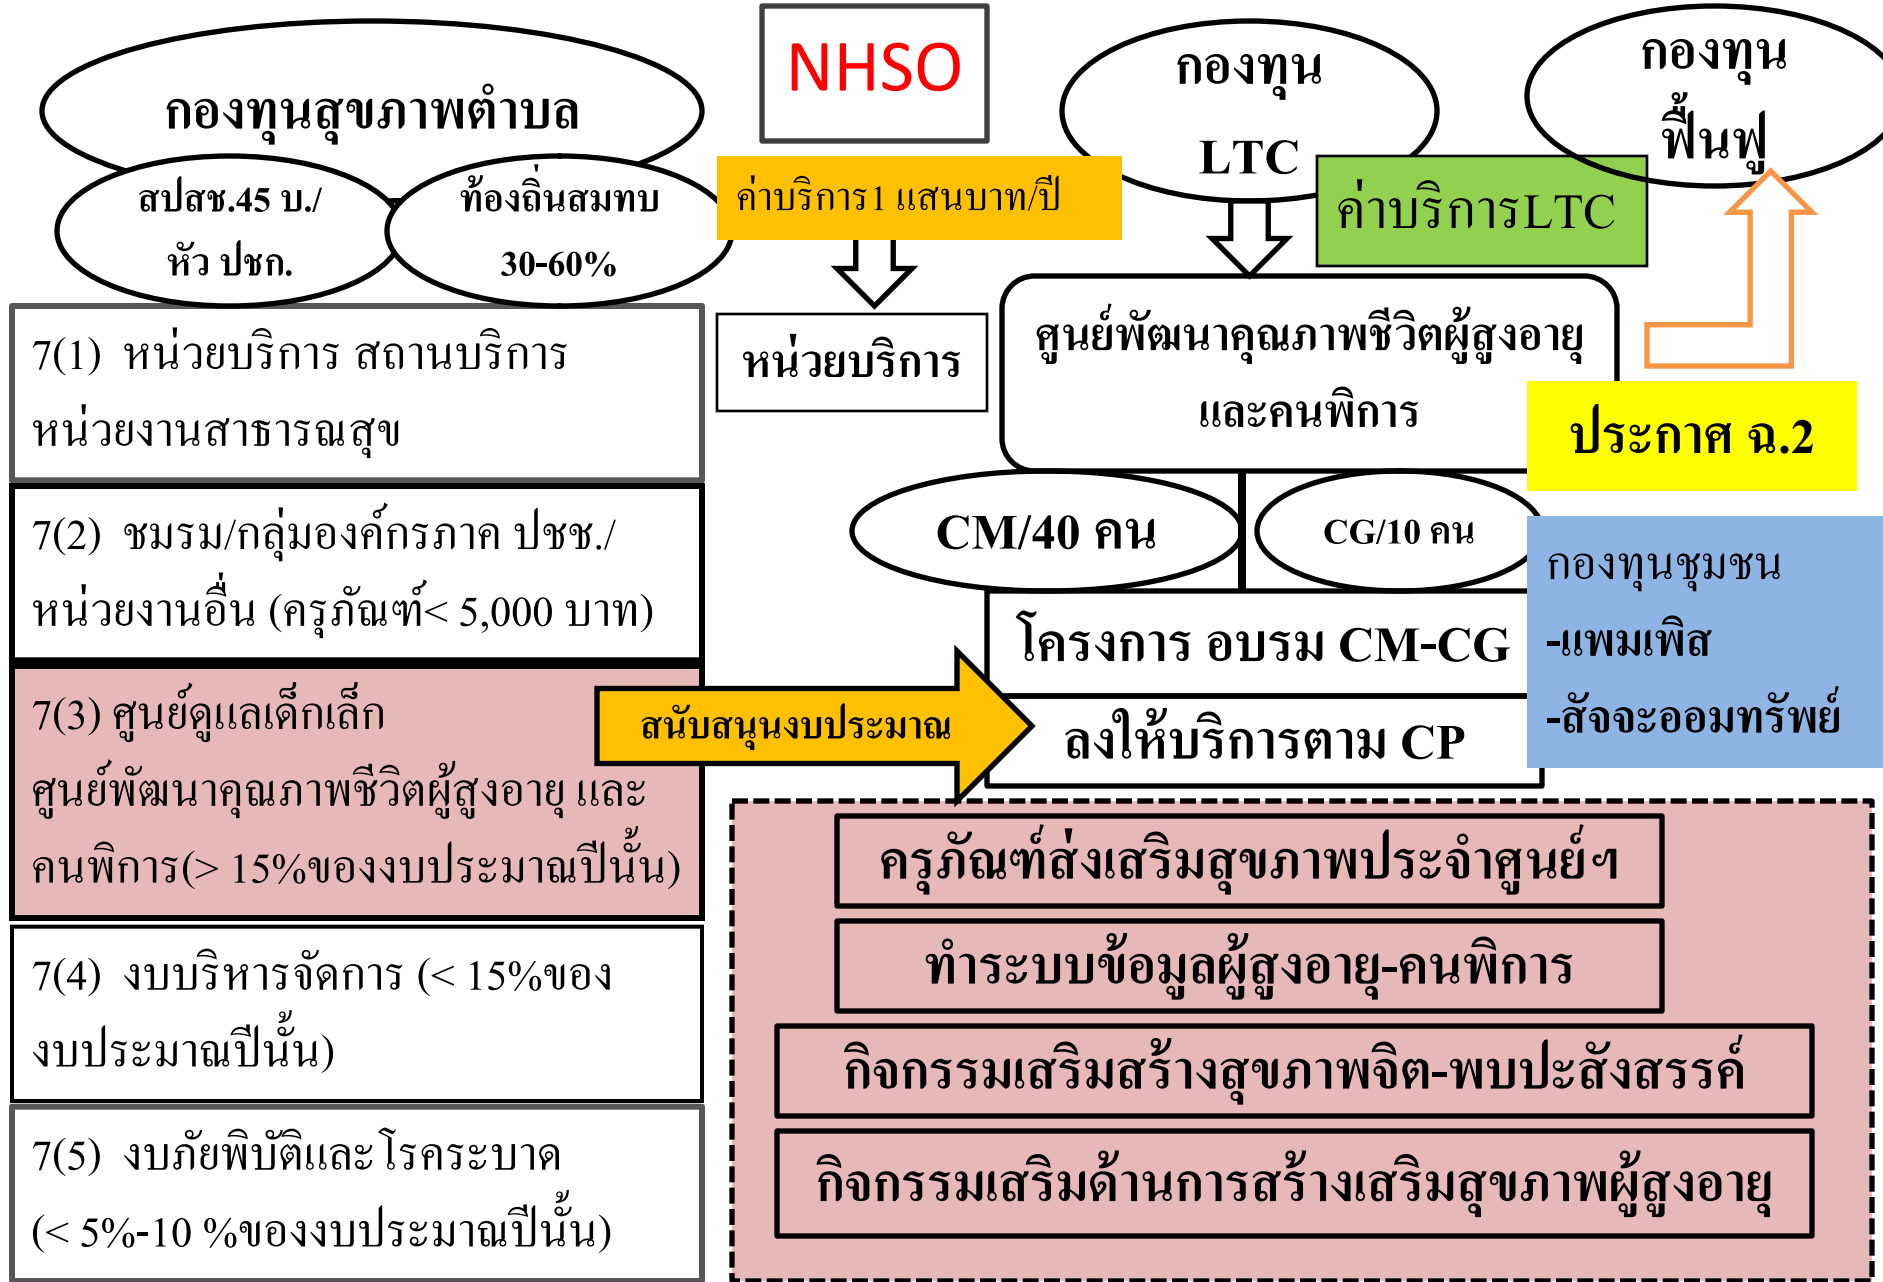 กองทุนสุขภาพตำบล
สปสช.45 บ./
หัว ปชก.
ท้องถิ่นสมทบ
30-60%
NHSO
ค่าบริการ1 แสนบาท/ปี
หน่วยบริการ
กองทุน
LTC
ค่าบริการLTC
กองทุน
ฟื้นฟู
7(1) หน่วยบริการ สถานบริการ
หน่วยงานสาธารณสุข
7(2) ชมรม/กลุ่มองค์กรภาค ปชช./
หน่วยงานอื่น (ครุภัณฑ์< 5,000 บาท)
7(3) ศูนย์ดูแลเด็กเล็ก
ศูนย์พัฒนาคุณภาพชีวิตผู้สูงอายุ และ
คนพิการ(> 15%ของงบประมาณปีนั้น)
7(4) งบบริหารจัดการ (< 15%ของ
งบประมาณปีนั้น)
7(5) งบภัยพิบัติและโรคระบาด
(< 5%-10 %ของงบประมาณปีนั้น)
สนับสนุนงบประมาณ
ศูนย์พัฒนาคุณภาพชีวิตผู้สูงอายุ
และคนพิการ
ประกาศ ฉ.2
CM/40 คน
CG/10 คน
โครงการ อบรม CM-CG
ลงให้บริการตาม CP
กองทุนชุมชน
-แพมเพิส
-สัจจะออมทรัพย์
ครุภัณฑ์ส่งเสริมสุขภาพประจำศูนย์ฯ
ทำระบบข้อมูลผู้สูงอายุ-คนพิการ
กิจกรรมเสริมสร้างสุขภาพจิต-พบปะสังสรรค์
กิจกรรมเสริมด้านการสร้างเสริมสุขภาพผู้สูงอายุ